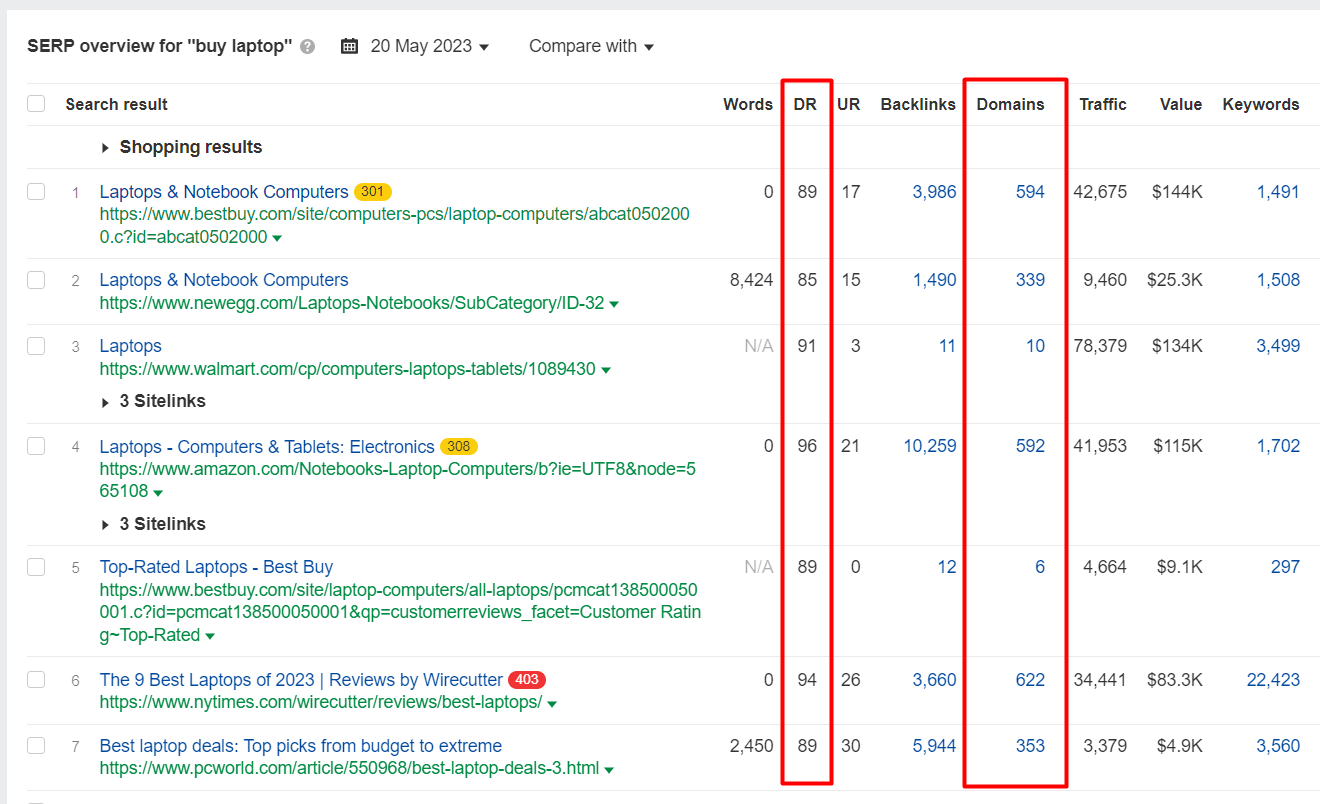 SERP overview for "buy laptop" ? 20 May 2023 Compare with
Search result Words DR UR Backlinks Domains Traffic Value Keywords
Shopping results
1 Laptops & Notebook Computers 301 0 89 17 3,986 594 42,675 $144K 1,491
https://www.bestbuy.com/site/computers-pcs/laptop-computers/abcat050200
0.c?id=abcat0502000
2 Laptops & Notebook Computers 8,424 85 15 1,490 339 9,460 $25.3K 1,508
https://www.newegg.com/Laptops-Notebooks/SubCategory/ID-32
3 Laptops N/A 91 3 11 10 78,379 $134K 3,499
https://www.walmart.com/cp/computers-laptops-tablets/1089430
3 Sitelinks
4 Laptops - Computers & Tablets: Electronics 308 0 96 21 10,259 592 41,953 $115K 1,702
https://www.amazon.com/Notebooks-Laptop-Computers/b?ie=UTF8&node=5
65108
3 Sitelinks
5 Top-Rated Laptops - Best Buy N/A 89 0 12 6 4,664 $9.1K 297
https://www.bestbuy.com/site/laptop-computers/all-laptops/pcmcat138500050
001.c?id=pcmcat138500050001&qp=customerreviews_facet=Customer Ratin
g~Top-Rated
6 The 9 Best Laptops of 2023 | Reviews by Wirecutter 403 0 94 26 3,660 622 34,441 $83.3K 22,423
https://www.nytimes.com/wirecutter/reviews/best-laptops/
7 Best laptop deals: Top picks from budget to extreme 2,450 89 30 5,944 353 3,379 $4.9K 3,560
https://www.pcworld.com/article/550968/best-laptop-deals-3.html